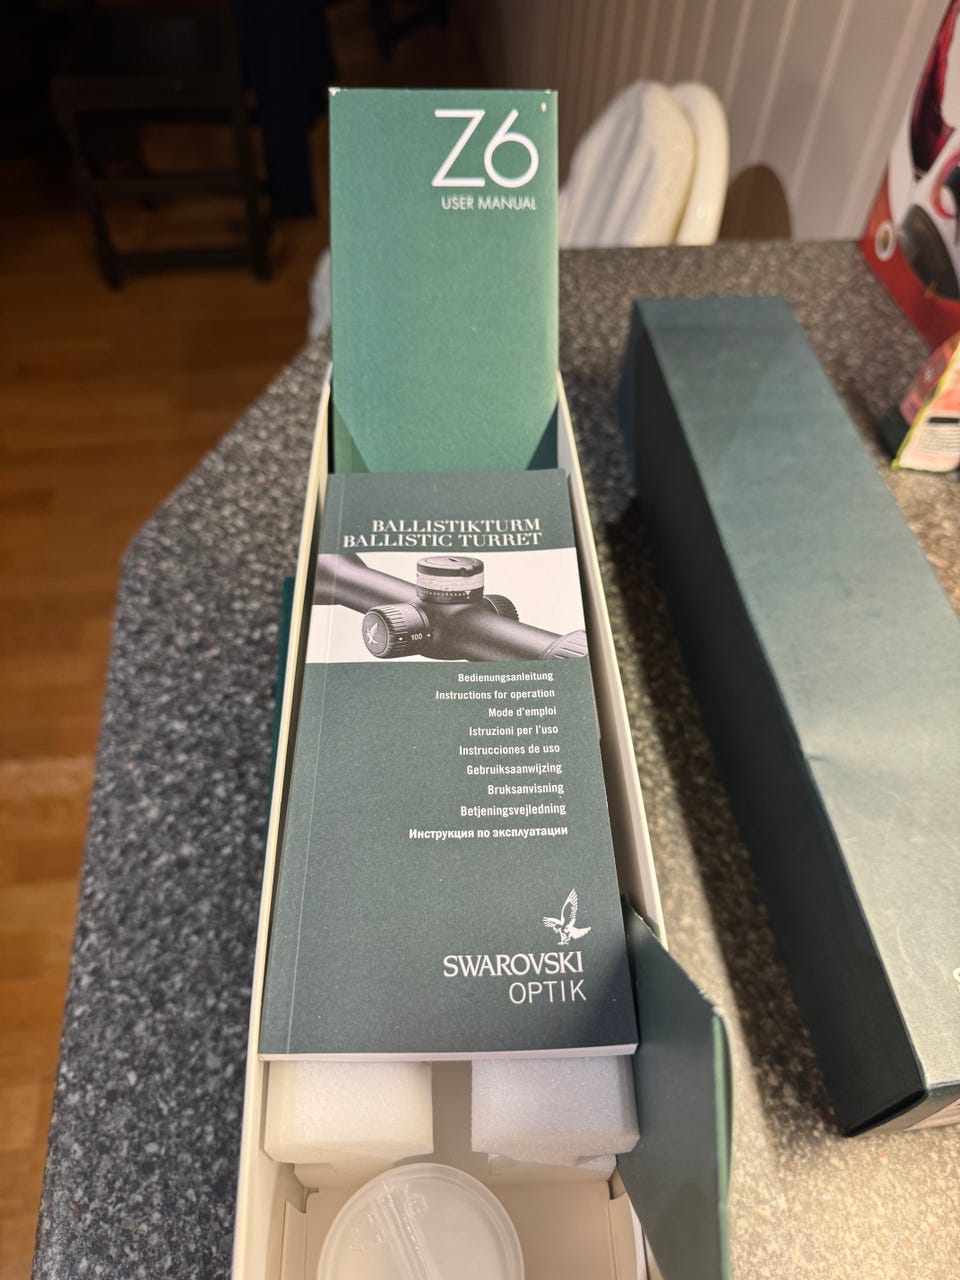 Z6
USER MANUAL
BALLISTIKTURM
BALLISTIC TURRET
100
Bedienungsanleitung
Instructions for operation
Mode d'emploi
Istruzioni per l'uso
Instrucciones de uso
Gebruiksaanwijzing
Bruksanvisning
Betjeningsvejledning
Инструкция по эксплуатации
SWAROVSKI
OPTIK